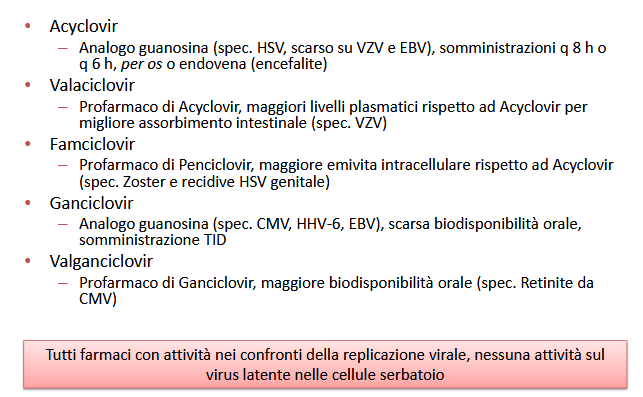 • Acyclovir
– Analogo guanosina (spec. HSV, scarso su VZV e EBV), somministrazioni q 8 h o
q 6 h, per os o endovena (encefalite)
• Valaciclovir
– Profarmaco di Acyclovir, maggiori livelli plasmatici rispetto ad Acyclovir per
migliore assorbimento intestinale (spec. VZV)
• Famciclovir
– Profarmaco di Penciclovir, maggiore emivita intracellulare rispetto ad Acyclovir
(spec. Zoster e recidive HSV genitale)
• Ganciclovir
– Analogo guanosina (spec. CMV, HHV-6, EBV), scarsa biodisponibilità orale,
somministrazione TID
• Valganciclovir
– Profarmaco di Ganciclovir, maggiore biodisponibilità orale (spec. Retinite da
CMV)
Tutti farmaci con attività nei confronti della replicazione virale, nessuna attività sul
virus latente nelle cellule serbatoio